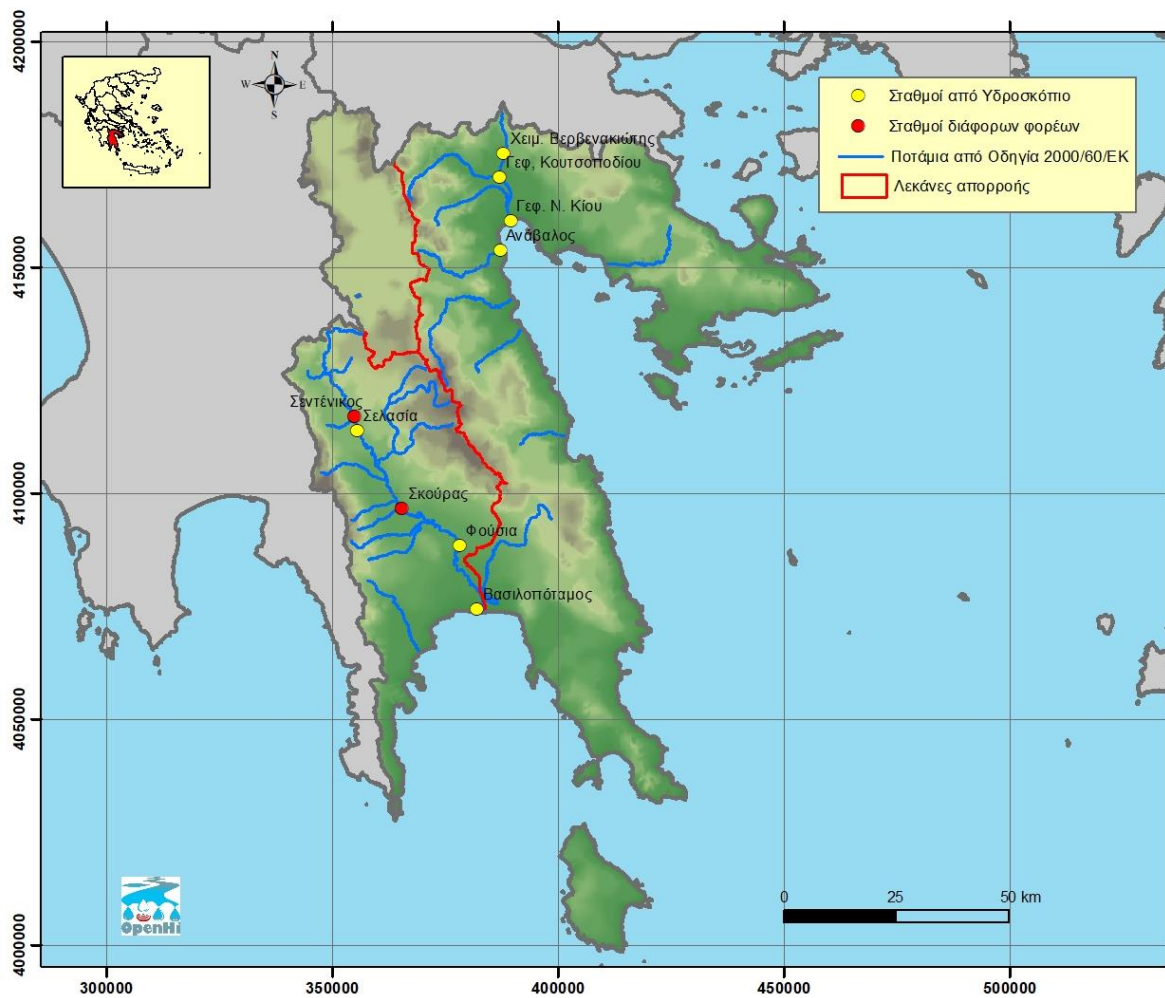 N
W E
S
Σταθμοί από Υδροσκόπιο
Σταθμοί διάφορων φορέων
Ποτάμια από Οδηγία 2000/60/ΕΚ
Λεκάνες απορροής
Χειμ. Βερβενακιώτης
Γεφ, Κουτσοποδίου
Γεφ. Ν. Κίου
Ανάβαλος
Σεντένικος
Σελασία
Σκούρας
Φούσια
Βασιλοπόταμος
OpenHi
0 25 50 km
4200000
4150000
4100000
4050000
4000000
300000 350000 400000 450000 500000